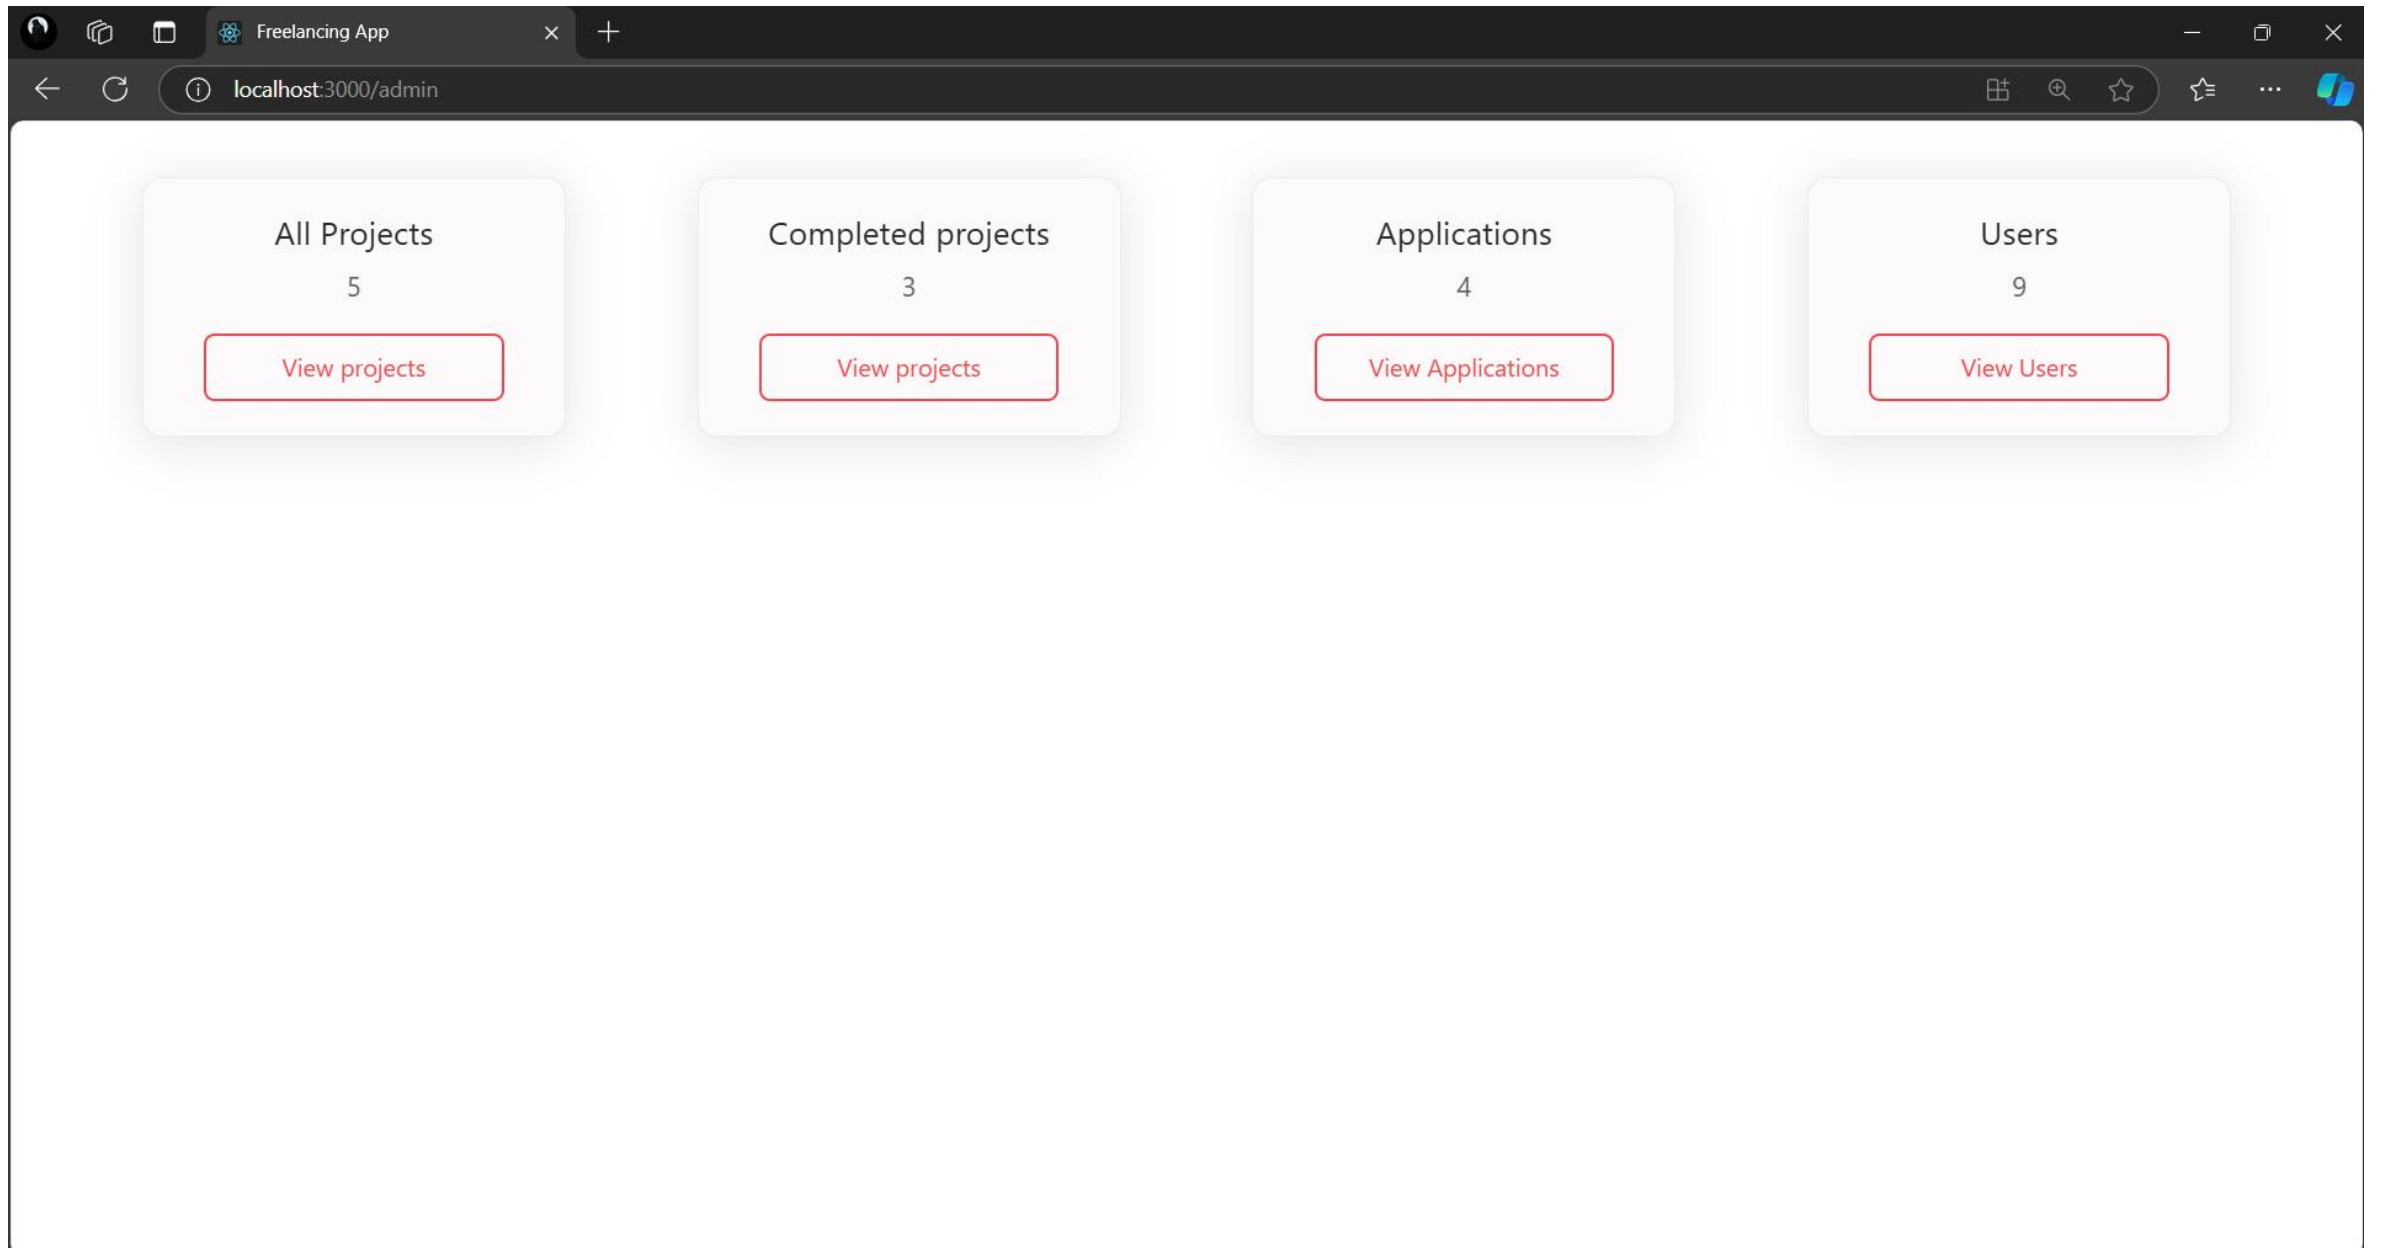 Freelancing App
localhost:3000/admin
All Projects
5
View projects
Completed projects
3
View projects
Applications
4
View Applications
Users
9
View Users